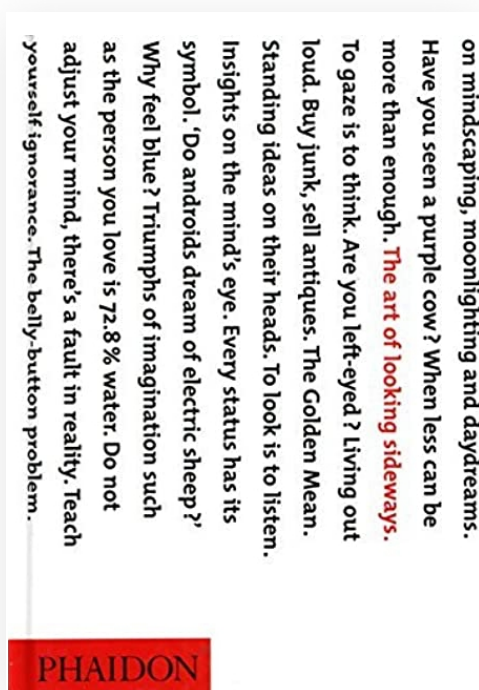 on mindscaping, moonlighting and daydreams.
Have you seen a purple cow? When less can be
more than enough. The art of looking sideways.
To gaze is to think. Are you left-eyed? Living out
loud. Buy junk, sell antiques. The Golden Mean.
Standing ideas on their heads. To look is to listen.
Insights on the mind's eye. Every status has its
symbol. 'Do androids dream of electric sheep?'
Why feel blue? Triumphs of imagination such
as the person you love is 72.8% water. Do not
adjust your mind, there's a fault in reality. Teach
yourself ignorance. The belly-button problem.
PHAIDON